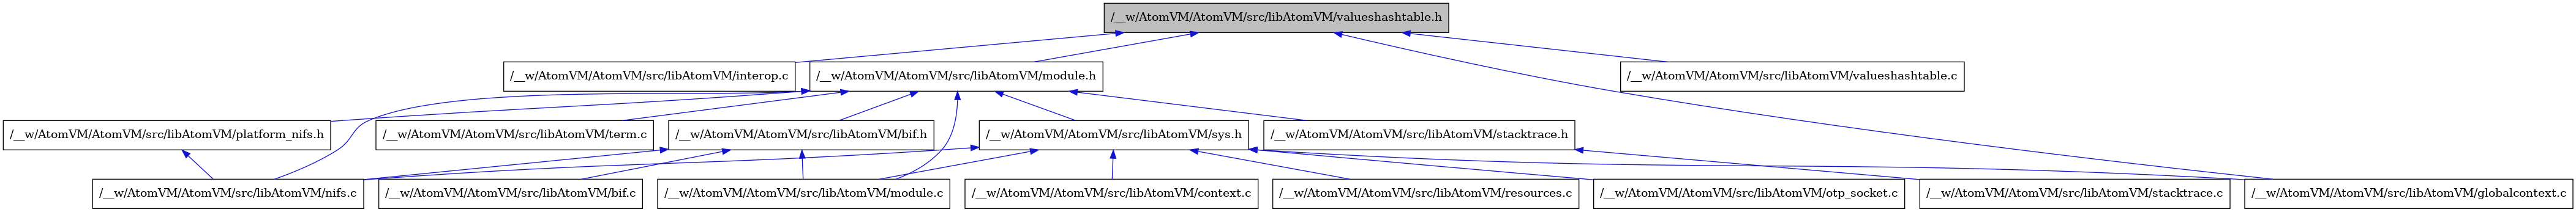 /__w/AtomVM/AtomVM/src/libAtomVM/valueshashtable.h
/__w/AtomVM/AtomVM/src/libAtomVM/interop.c
/__w/AtomVM/AtomVM/src/libAtomVM/module.h
/__w/AtomVM/AtomVM/src/libAtomVM/valueshashtable.c
/__w/AtomVM/AtomVM/src/libAtomVM/platform_nifs.h
/__w/AtomVM/AtomVM/src/libAtomVM/term.c
/__w/AtomVM/AtomVM/src/libAtomVM/bif.h
/__w/AtomVM/AtomVM/src/libAtomVM/sys.h
/__w/AtomVM/AtomVM/src/libAtomVM/stacktrace.h
/__w/AtomVM/AtomVM/src/libAtomVM/nifs.c
/__w/AtomVM/AtomVM/src/libAtomVM/bif.c
/__w/AtomVM/AtomVM/src/libAtomVM/module.c
/__w/AtomVM/AtomVM/src/libAtomVM/context.c
/__w/AtomVM/AtomVM/src/libAtomVM/resources.c
/__w/AtomVM/AtomVM/src/libAtomVM/otp_socket.c
/__w/AtomVM/AtomVM/src/libAtomVM/stacktrace.c
/__w/AtomVM/AtomVM/src/libAtomVM/globalcontext.c